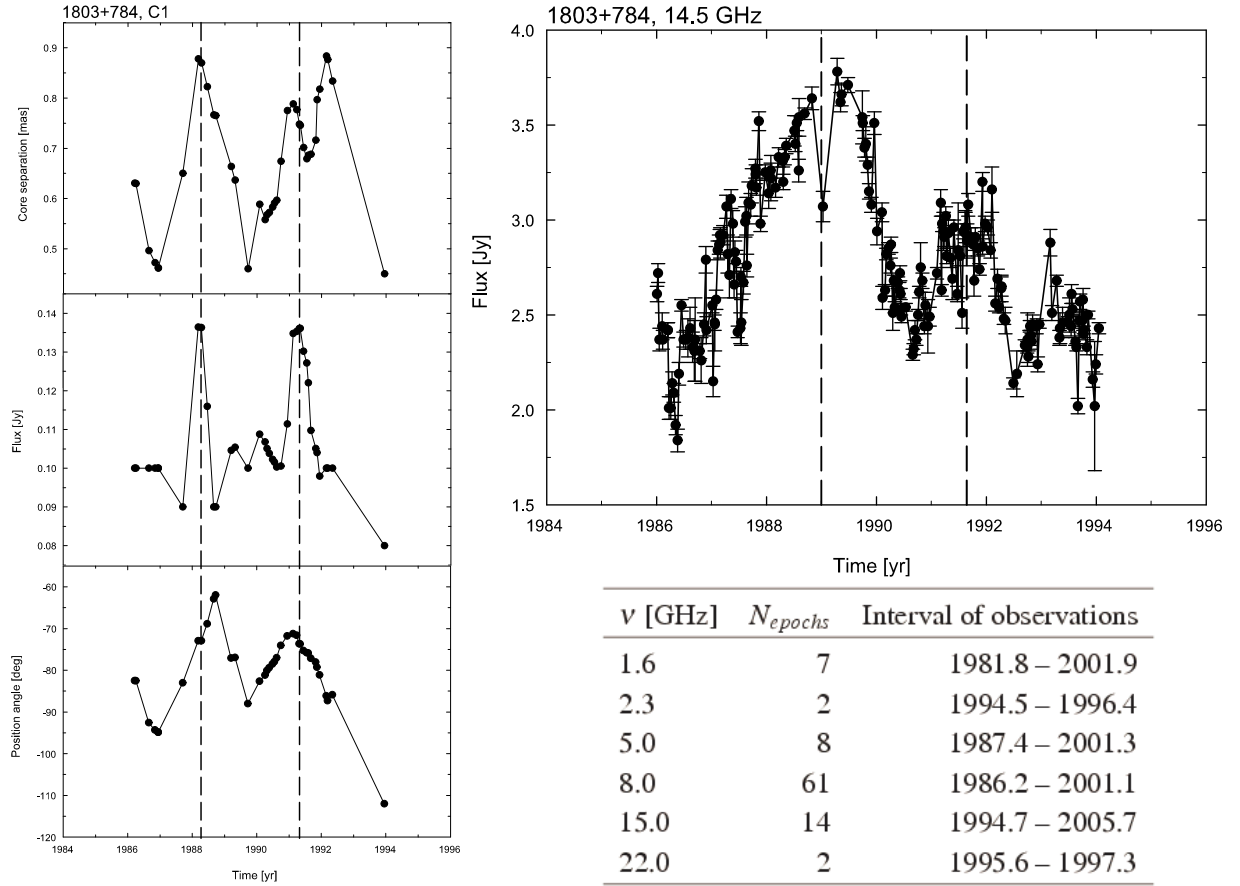 1803+784, C1
Core separation [mas]
0.9
0.8
0.7
0.6
0.5
Flux [Jy]
0.14
0.13
0.12
0.11
0.10
0.09
0.08
Position angle [deg]
-60
-70
-80
-90
-100
-110
-120
1984 1986 1988 1990 1992 1994 1996
Time [yr]
1803+784, 14.5 GHz
Flux [Jy]
4.0
3.5
3.0
2.5
2.0
1.5
1984 1986 1988 1990 1992 1994 1996
Time [yr]
ν [GHz] N_epochs Interval of observations
1.6 7 1981.8 – 2001.9
2.3 2 1994.5 – 1996.4
5.0 8 1987.4 – 2001.3
8.0 61 1986.2 – 2001.1
15.0 14 1994.7 – 2005.7
22.0 2 1995.6 – 1997.3